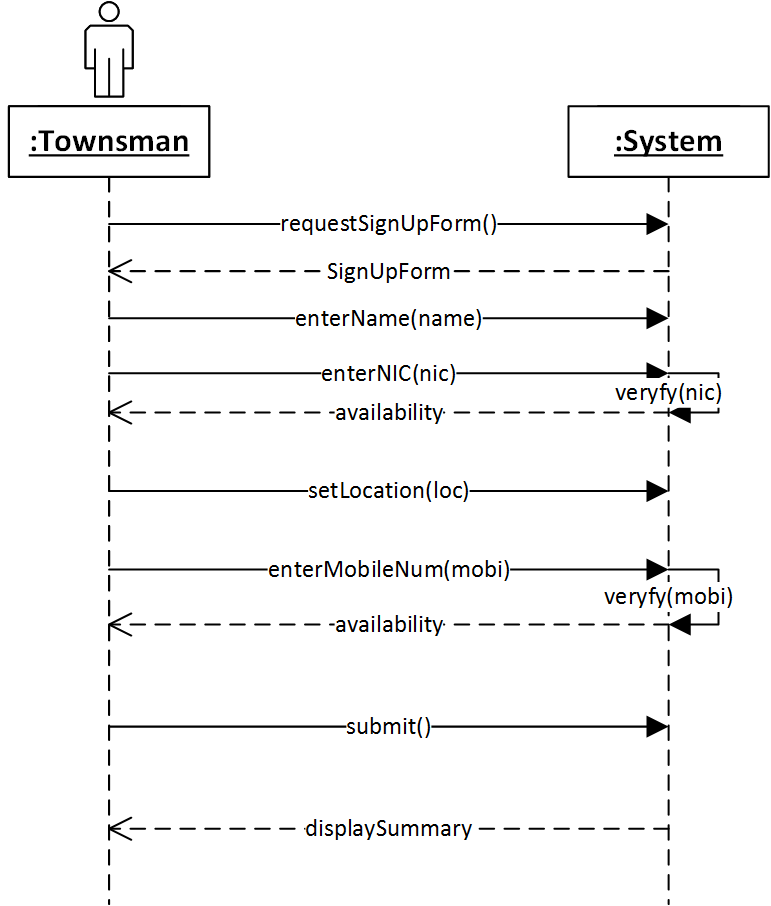 :Townsman
:System
requestSignUpForm()
SignUpForm
enterName(name)
enterNIC(nic)
veryfy(nic)
availability
setLocation(loc)
enterMobileNum(mobi)
veryfy(mobi)
availability
submit()
displaySummary